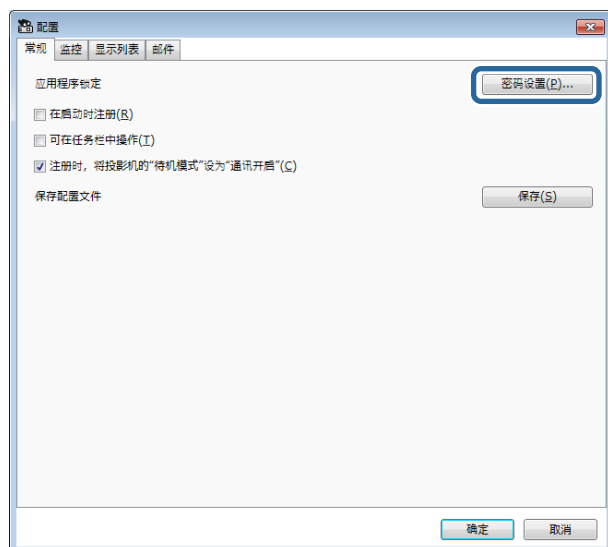 配置
常规 监控 显示列表 邮件
应用程序锁定 密码设置(P)...
在启动时注册(R)
可在任务栏中操作(T)
注册时，将投影机的“待机模式”设为“通讯开启”(C)
保存配置文件 保存(S)
确定 取消